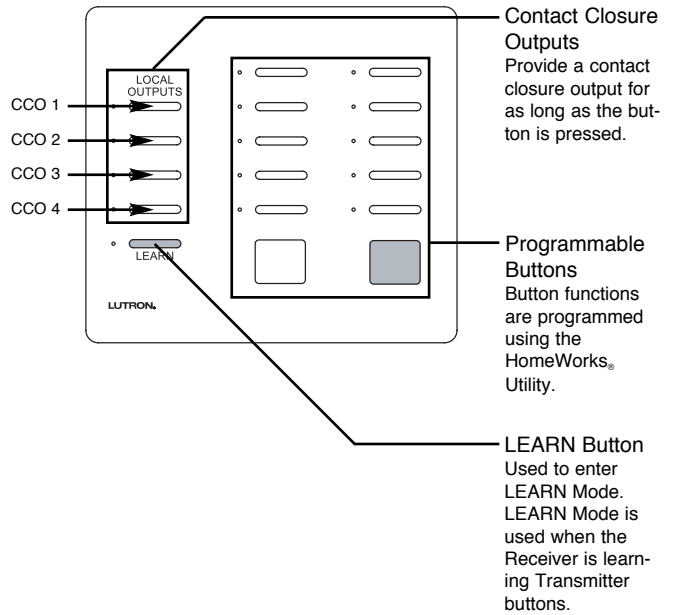 Contact Closure
Outputs
Provide a contact
closure output for
as long as the but-
ton is pressed.
LOCAL
OUTPUTS
CCO 1
CCO 2
CCO 3
CCO 4
LEARN
LUTRON®
Programmable
Buttons
Button functions
are programmed
using the
HomeWorks®
Utility.
LEARN Button
Used to enter
LEARN Mode.
LEARN Mode is
used when the
Receiver is learn-
ing Transmitter
buttons.